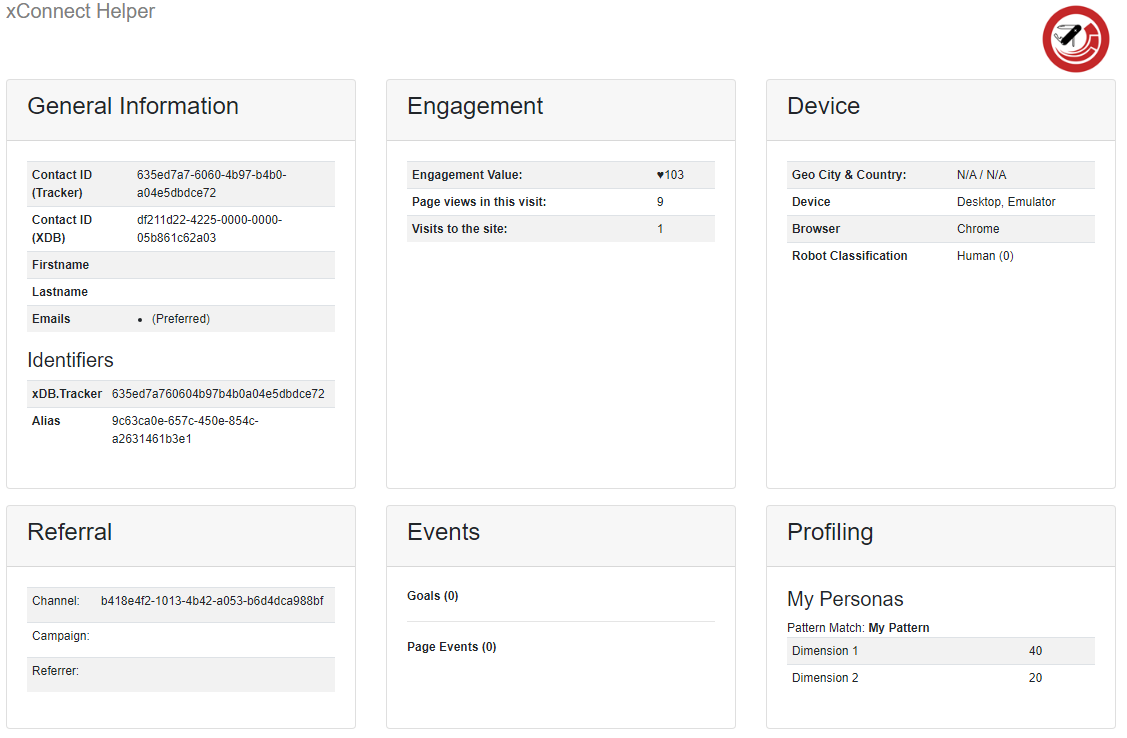 xConnect Helper
General Information
Contact ID (Tracker) 635ed7a7-6060-4b97-b4b0-a04e5dbdce72
Contact ID (XDB) df211d22-4225-0000-0000-05b861c62a03
Firstname
Lastname
Emails • (Preferred)
Identifiers
xDB.Tracker 635ed7a760604b97b4b0a04e5dbdce72
Alias 9c63ca0e-657c-450e-854c-a2631461b3e1
Engagement
Engagement Value: ♥103
Page views in this visit: 9
Visits to the site: 1
Device
Geo City & Country: N/A / N/A
Device Desktop, Emulator
Browser Chrome
Robot Classification Human (0)
Referral
Channel: b418e4f2-1013-4b42-a053-b6d4dca988bf
Campaign:
Referrer:
Events
Goals (0)
Page Events (0)
Profiling
My Personas
Pattern Match: My Pattern
Dimension 1 40
Dimension 2 20